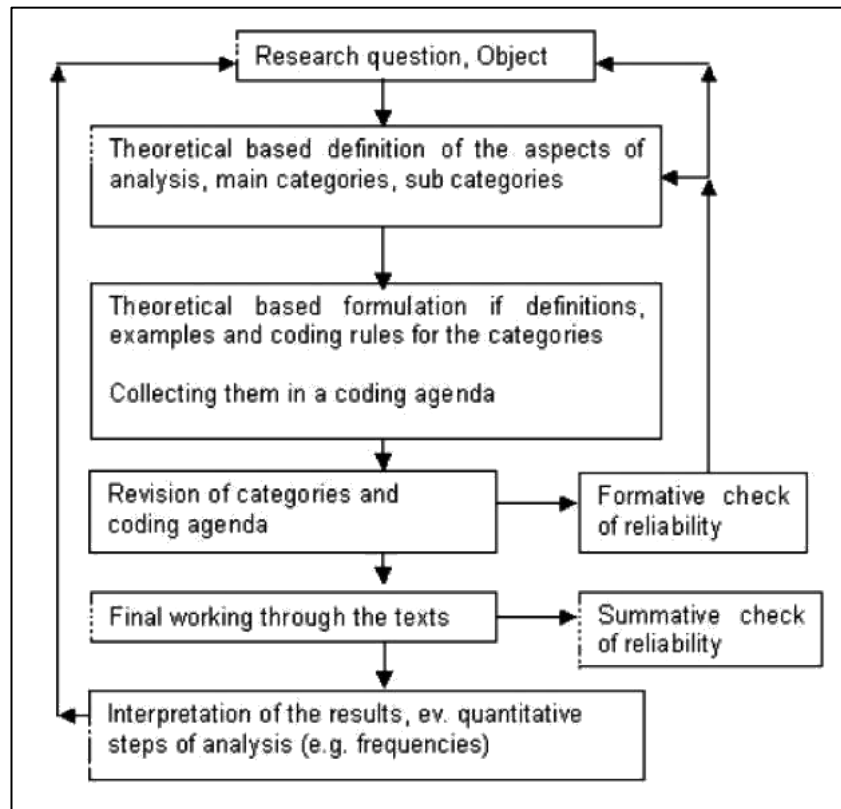 Research question, Object
Theoretical based definition of the aspects of
analysis, main categories, sub categories
Theoretical based formulation if definitions,
examples and coding rules for the categories
Collecting them in a coding agenda
Revision of categories and
coding agenda
Formative check
of reliability
Final working through the texts
Summative check
of reliability
Interpretation of the results, ev. quantitative
steps of analysis (e.g. frequencies)